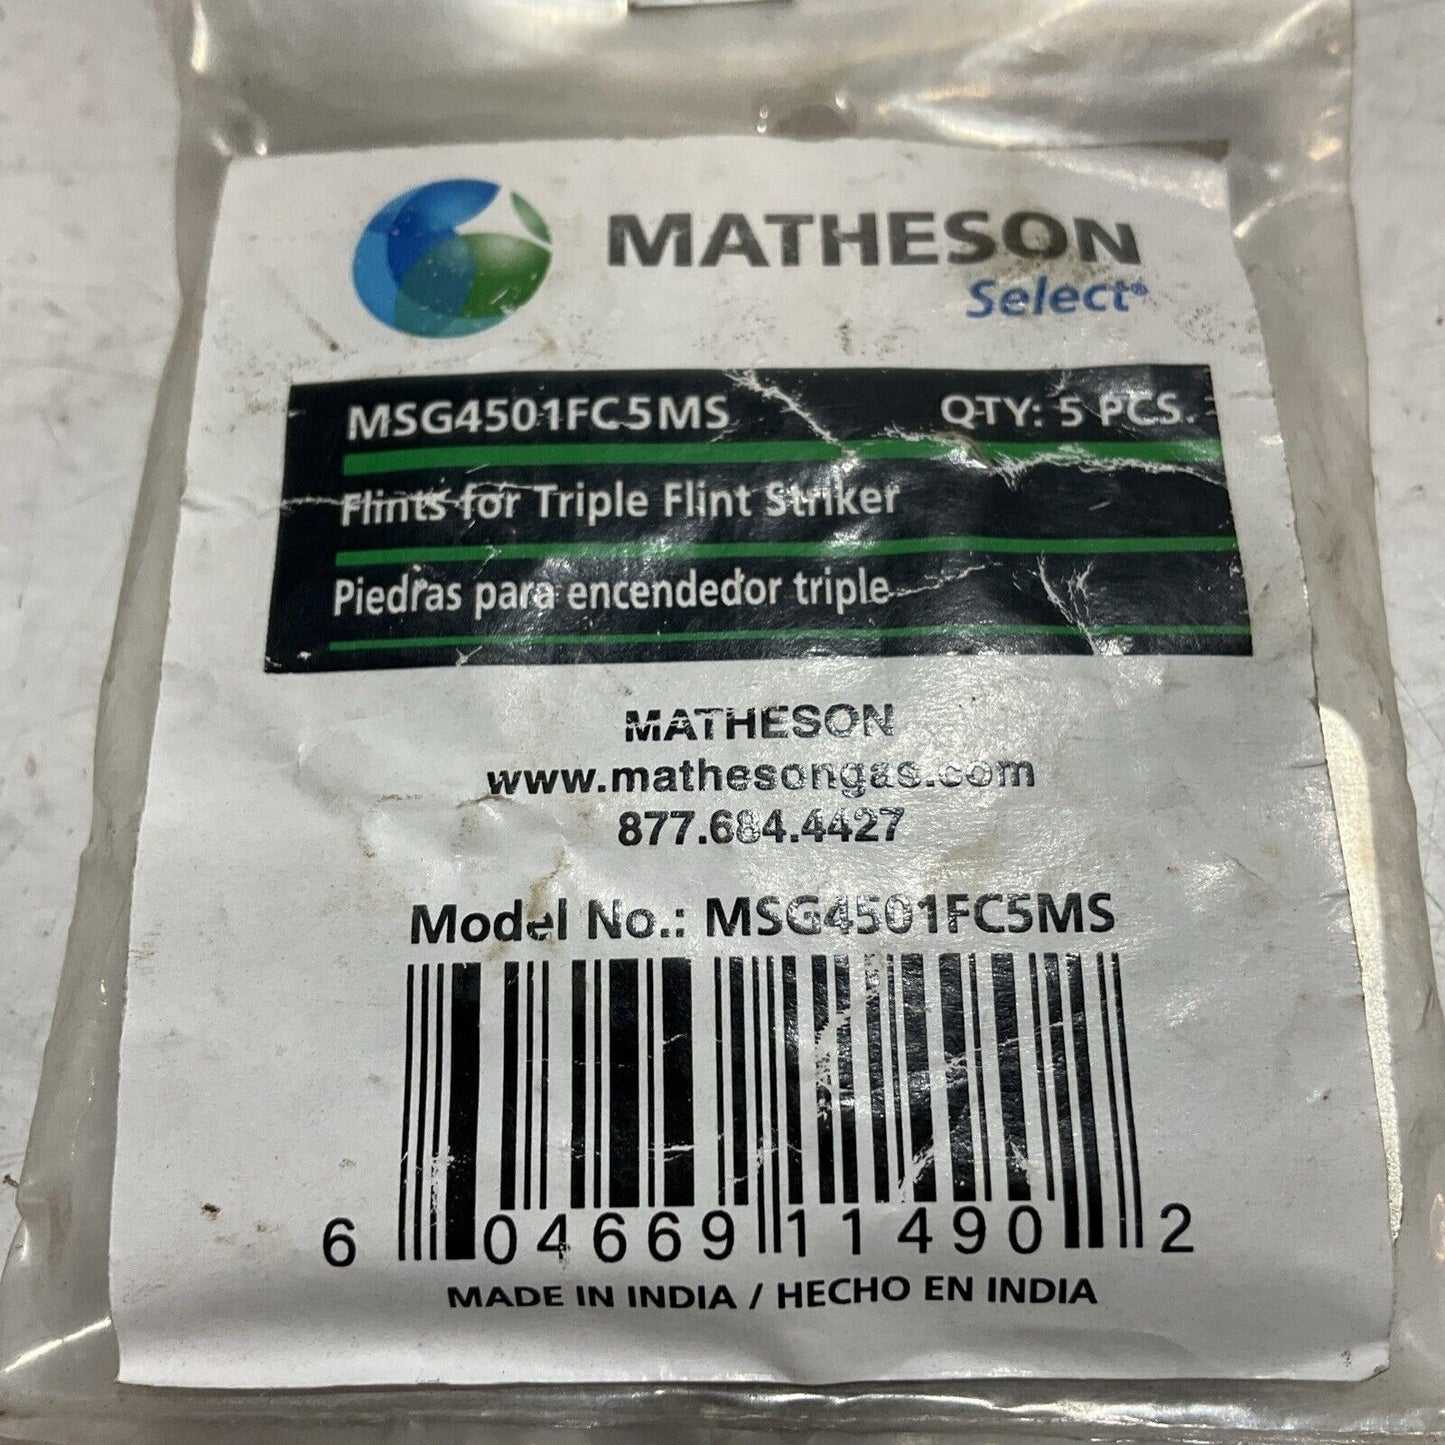 MATHESON
Select®
MSG4501FC5MS QTY: 5 PCS.
Flints for Triple Flint Striker
Piedras para encendedor triple
MATHESON
www.mathesongas.com
877.684.4427
Model No.: MSG4501FC5MS
6 04669 11490 2
MADE IN INDIA / HECHO EN INDIA